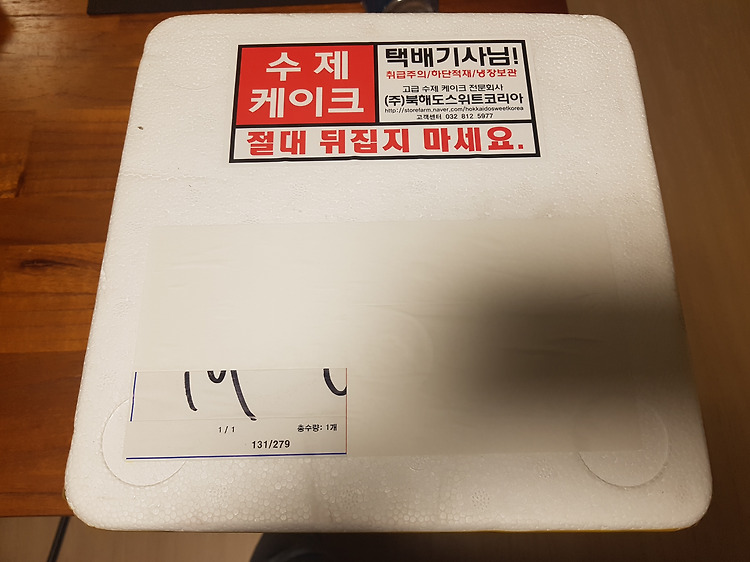 수제
케이크
택배기사님!
취급주의/하단적재/냉장보관
고급 수제 케이크 전문회사
(주)북해도스위트코리아
http://storefarm.naver.com/hokkaidosweetkorea
고객센터 032 812 5977
절대 뒤집지 마세요.
1 / 1
총수량: 1개
131/279